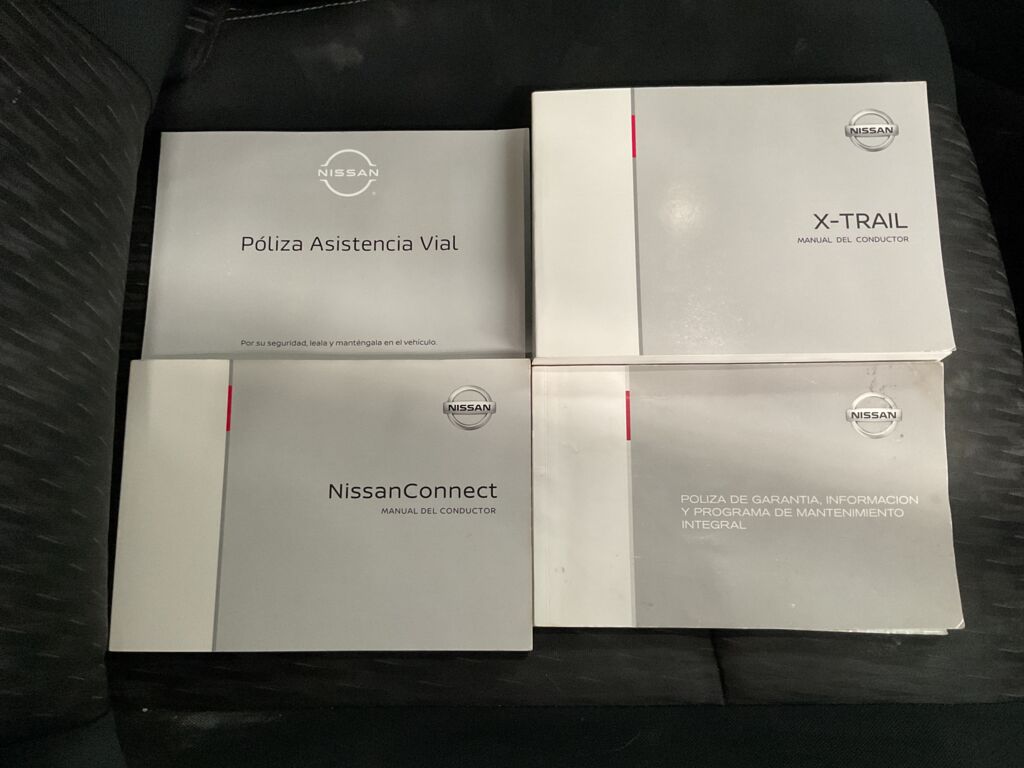 NISSAN
Póliza Asistencia Vial
Por su seguridad, leala y manténgala en el vehículo.
NISSAN
X-TRAIL
MANUAL DEL CONDUCTOR
NISSAN
NissanConnect
MANUAL DEL CONDUCTOR
NISSAN
POLIZA DE GARANTIA, INFORMACION
Y PROGRAMA DE MANTENIMIENTO
INTEGRAL